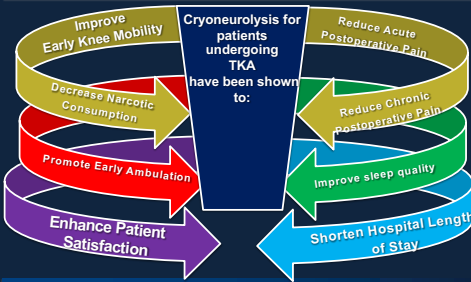 Cryoneurolysis for
patients
undergoing
TKA
have been shown
to:
Improve
Early Knee Mobility
Decrease Narcotic
Consumption
Promote Early Ambulation
Enhance Patient
Satisfaction
Reduce Acute
Postoperative Pain
Reduce Chronic
Postoperative Pain
Improve sleep quality
Shorten Hospital Length
of Stay